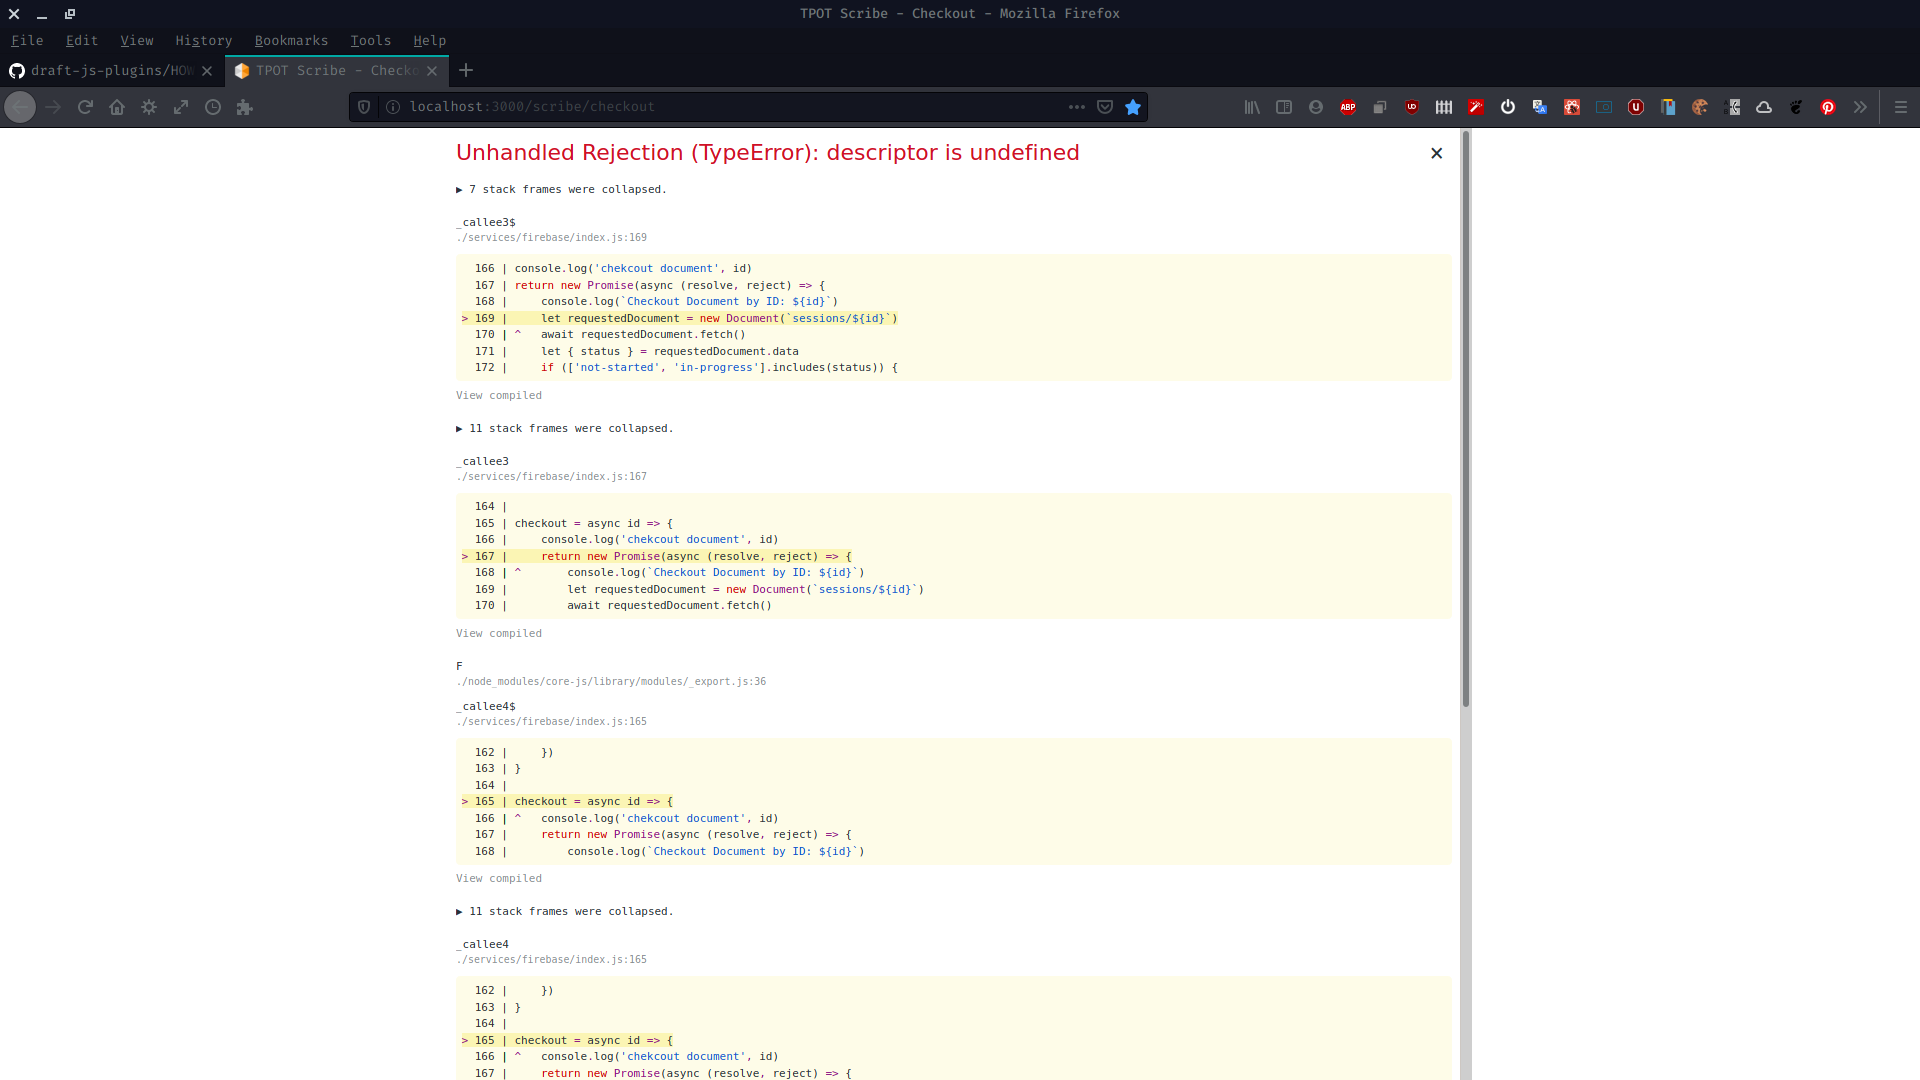 TPOT Scribe - Checkout - Mozilla Firefox
File Edit View History Bookmarks Tools Help
draft-js-plugins/HOW
TPOT Scribe - Checko
localhost:3000/scribe/checkout
ABP
Unhandled Rejection (TypeError): descriptor is undefined
▶ 7 stack frames were collapsed.
_callee3$
./services/firebase/index.js:169
166 | console.log('chekcout document', id)
167 | return new Promise(async (resolve, reject) => {
168 |     console.log(`Checkout Document by ID: ${id}`)
> 169 |     let requestedDocument = new Document(`sessions/${id}`)
170 | ^   await requestedDocument.fetch()
171 |     let { status } = requestedDocument.data
172 |     if (['not-started', 'in-progress'].includes(status)) {
View compiled
▶ 11 stack frames were collapsed.
_callee3
./services/firebase/index.js:167
164 |
165 | checkout = async id => {
166 |     console.log('chekcout document', id)
> 167 |     return new Promise(async (resolve, reject) => {
168 | ^       console.log(`Checkout Document by ID: ${id}`)
169 |         let requestedDocument = new Document(`sessions/${id}`)
170 |         await requestedDocument.fetch()
View compiled
F
./node_modules/core-js/library/modules/_export.js:36
_callee4$
./services/firebase/index.js:165
162 |     })
163 | }
164 |
> 165 | checkout = async id => {
166 | ^   console.log('chekcout document', id)
167 |     return new Promise(async (resolve, reject) => {
168 |         console.log(`Checkout Document by ID: ${id}`)
View compiled
▶ 11 stack frames were collapsed.
_callee4
./services/firebase/index.js:165
162 |     })
163 | }
164 |
> 165 | checkout = async id => {
166 | ^   console.log('chekcout document', id)
167 |     return new Promise(async (resolve, reject) => {